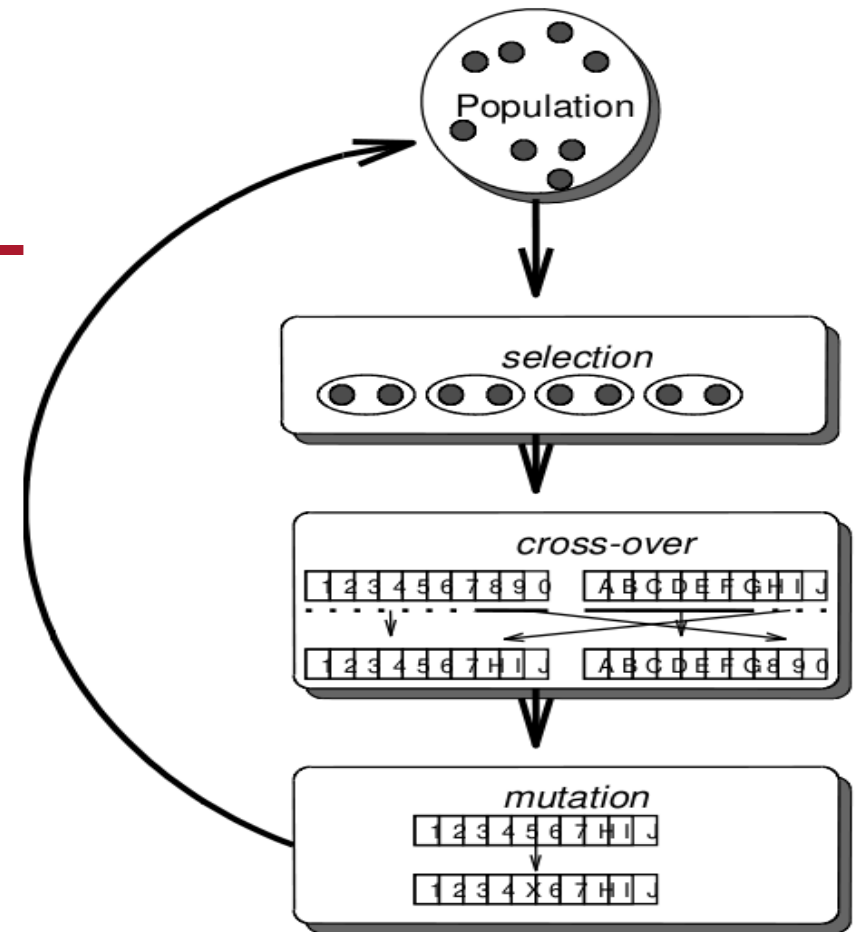 Population
selection
cross-over
1 2 3 4 5 6 7 8 9 0 A B C D E F G H I J
1 2 3 4 5 6 7 H I J A B C D E F G 8 9 0
mutation
1 2 3 4 5 6 7 H I J
1 2 3 4 X 6 7 H I J